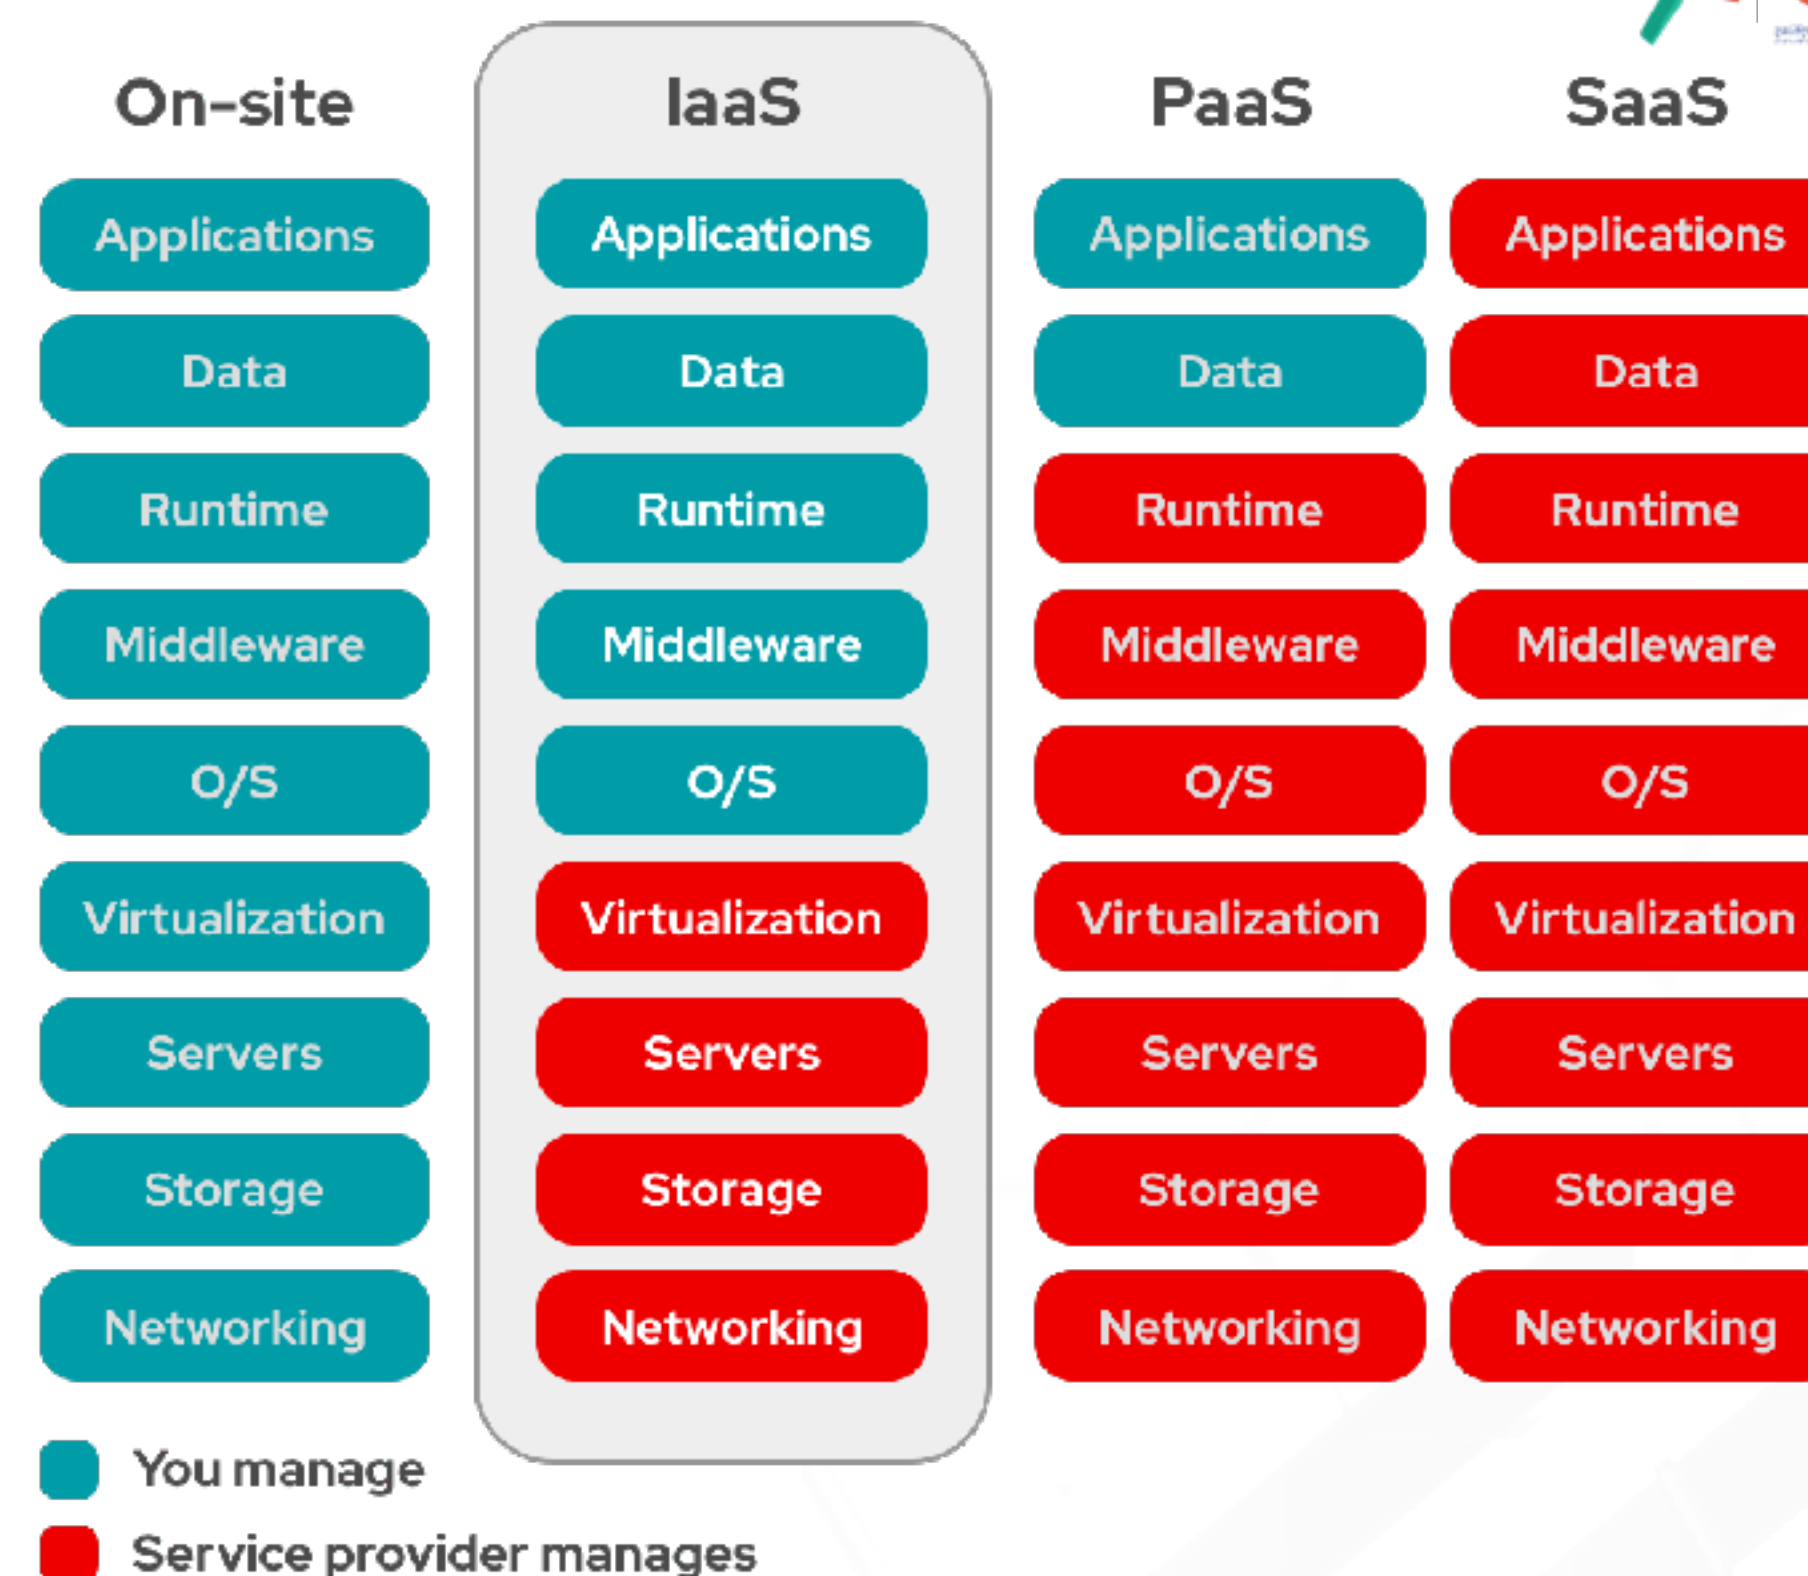 On-site
IaaS
PaaS
SaaS
Applications
Applications
Applications
Applications
Data
Data
Data
Data
Runtime
Runtime
Runtime
Runtime
Middleware
Middleware
Middleware
Middleware
O/S
O/S
O/S
O/S
Virtualization
Virtualization
Virtualization
Virtualization
Servers
Servers
Servers
Servers
Storage
Storage
Storage
Storage
Networking
Networking
Networking
Networking
You manage
Service provider manages